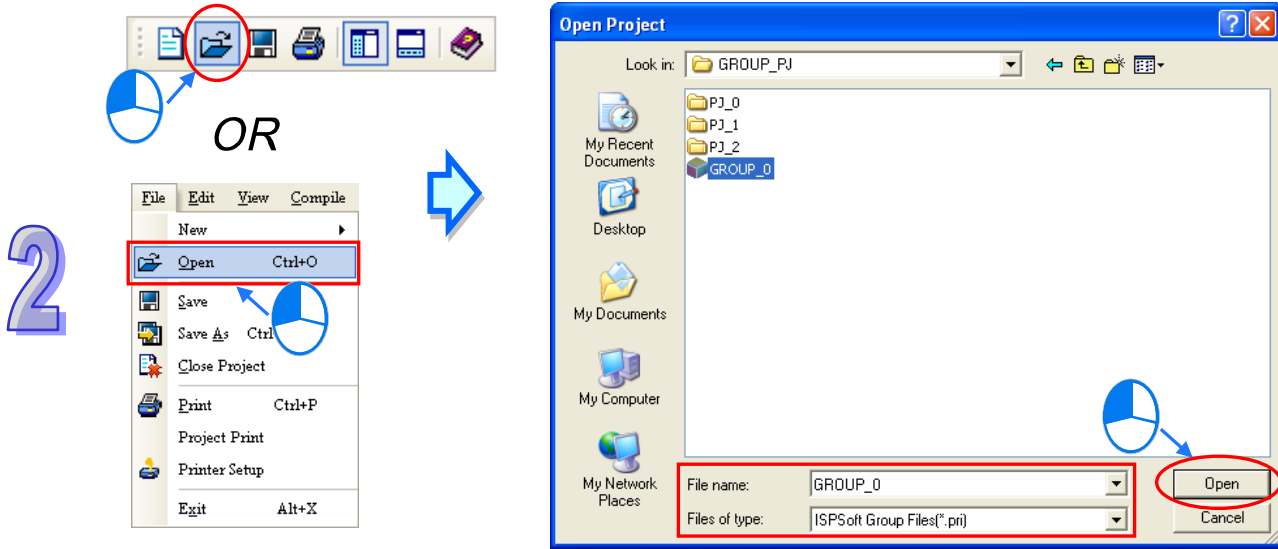 OR
2
File Edit View Compile
New
Open Ctrl+O
Save
Save As Ctrl
Close Project
Print Ctrl+P
Project Print
Printer Setup
Exit Alt+X
Open Project
Look in: GROUP_PJ
PJ_0
PJ_1
PJ_2
GROUP_0
My Recent
Documents
Desktop
My Documents
My Computer
My Network
Places
File name: GROUP_0
Open
Files of type: ISPSoft Group Files(*.pri)
Cancel